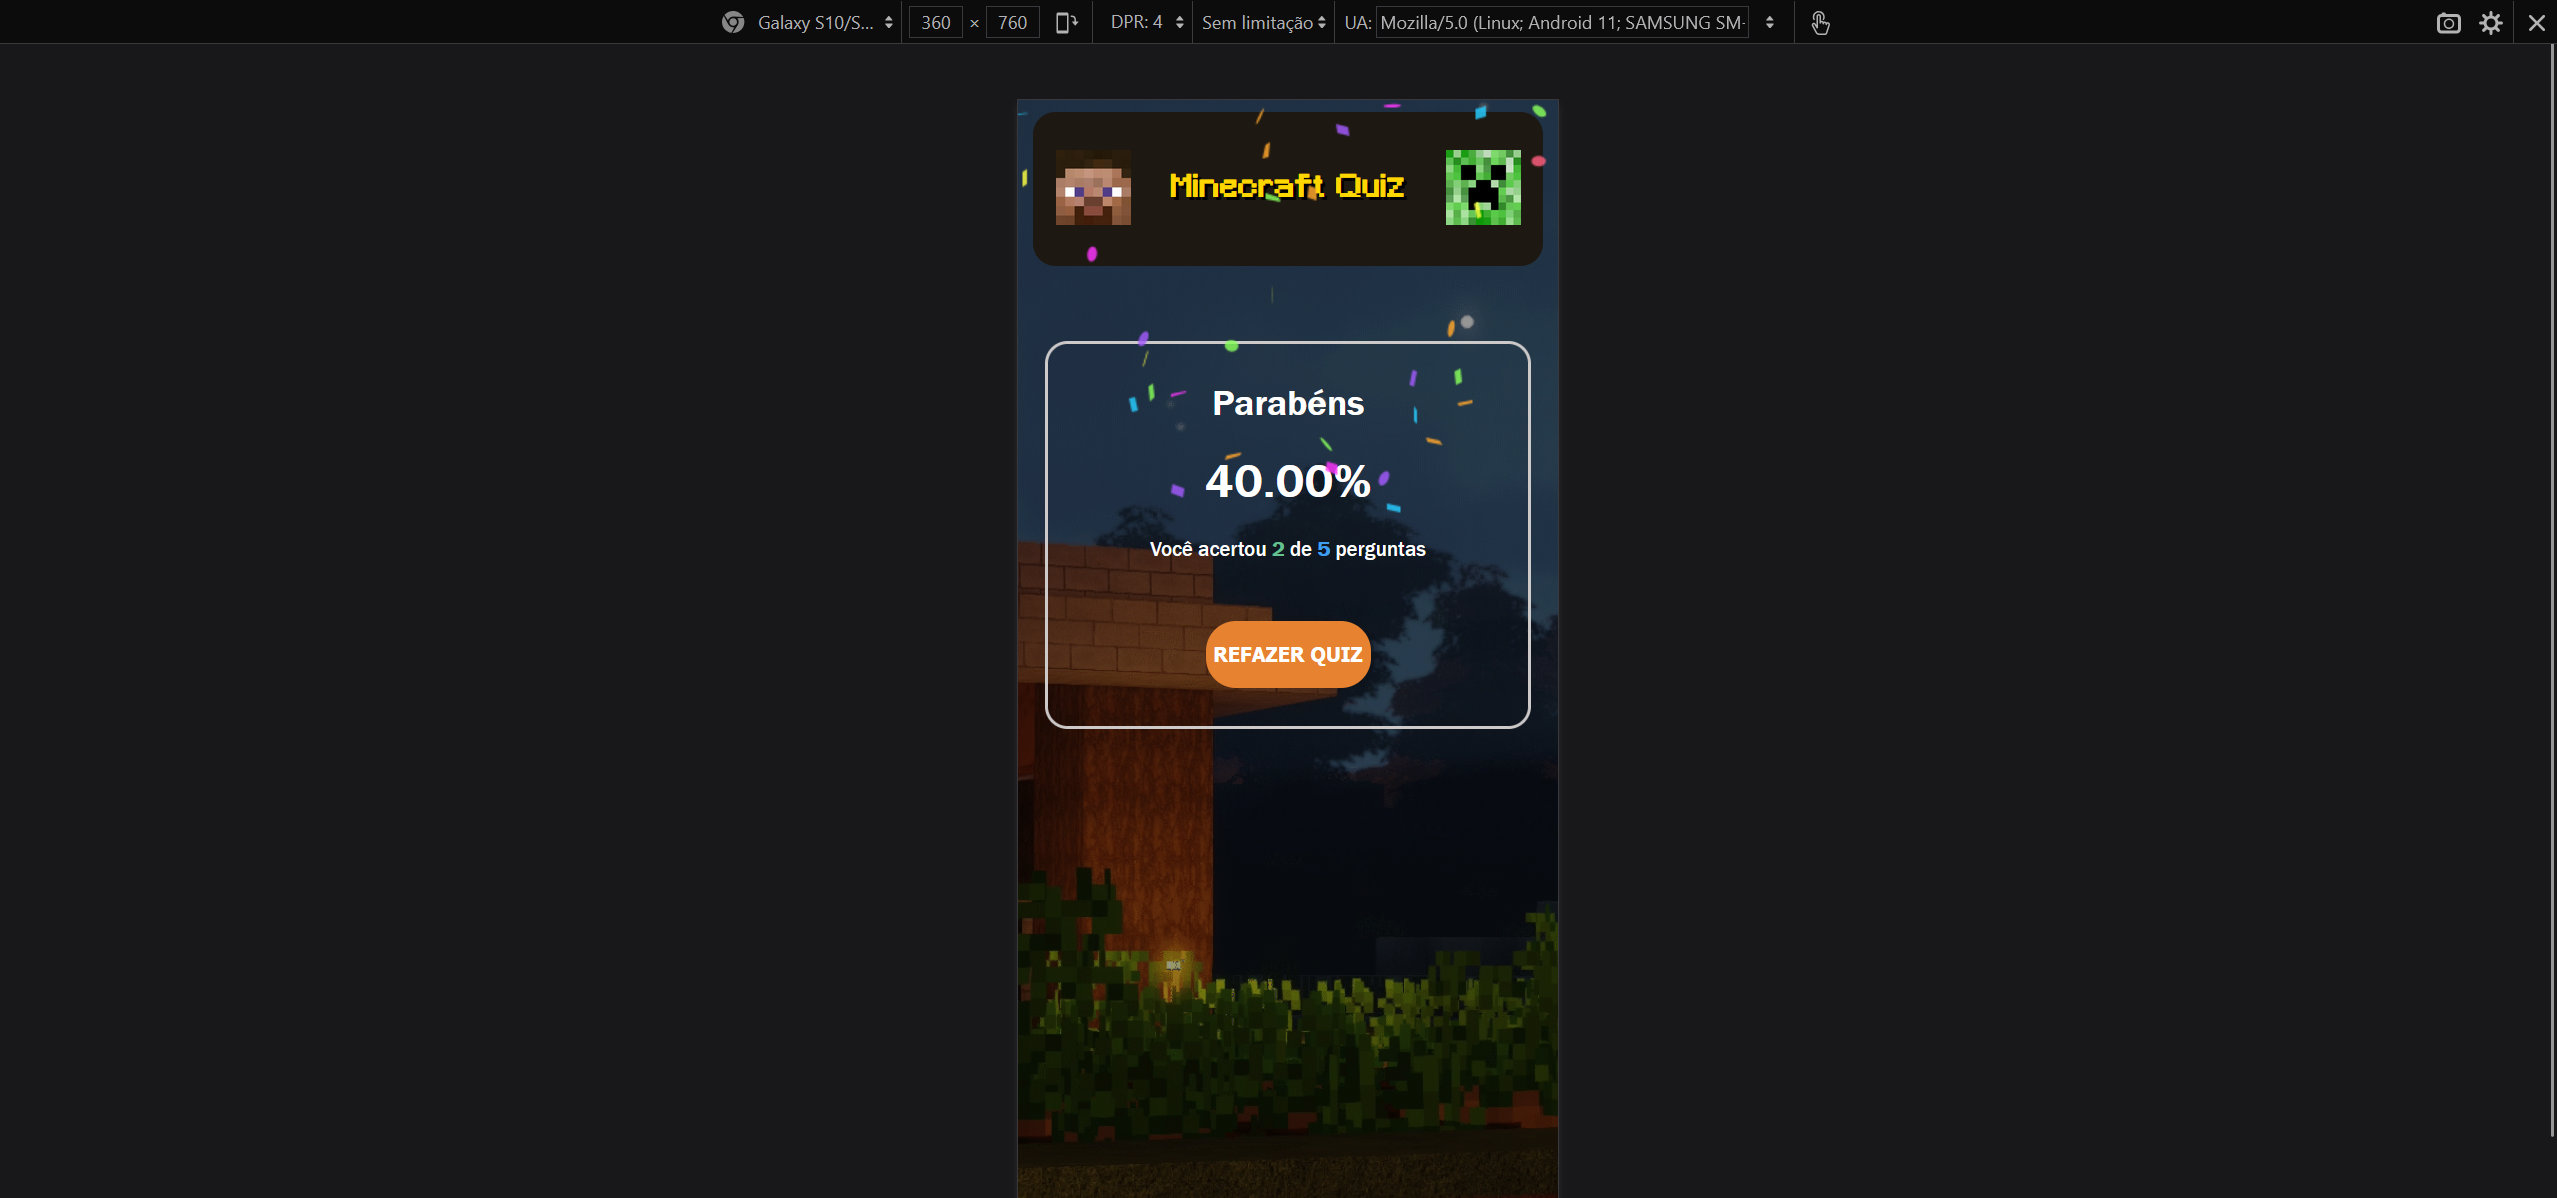 Galaxy S10/S... 360 × 760 DPR: 4 Sem limitação UA: Mozilla/5.0 (Linux; Android 11; SAMSUNG SM-
Minecraft Quiz
Parabéns
40.00%
Você acertou 2 de 5 perguntas
REFAZER QUIZ